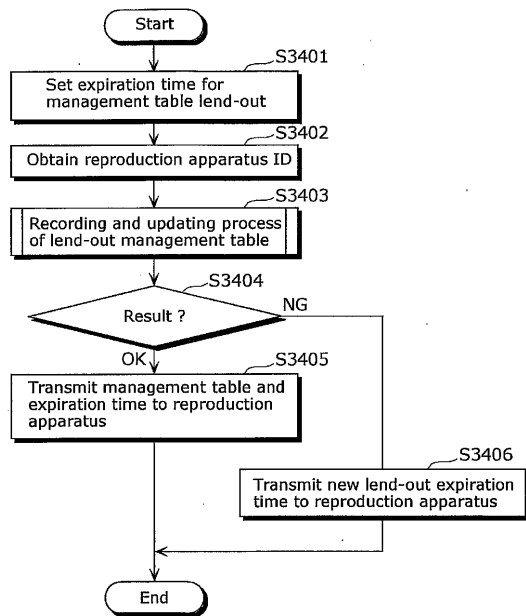 Start
S3401
Set expiration time for
management table lend-out
S3402
Obtain reproduction apparatus ID
S3403
Recording and updating process
of lend-out management table
S3404
Result ?
NG
OK
S3405
Transmit management table and
expiration time to reproduction
apparatus
S3406
Transmit new lend-out expiration
time to reproduction apparatus
End